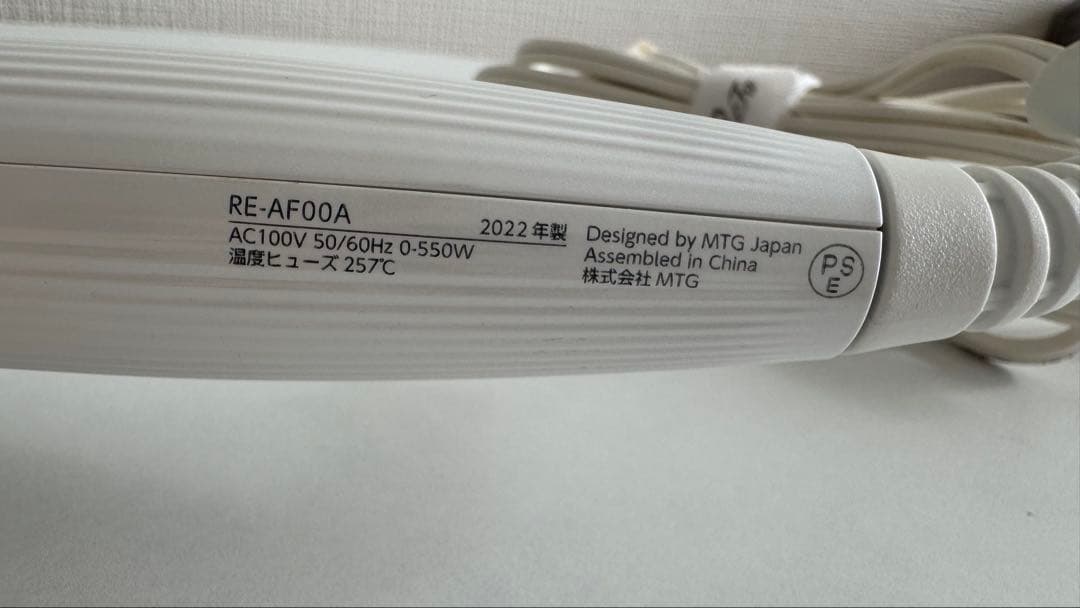 RE-AF00A
2022年製
AC100V 50/60Hz 0-550W
温度ヒューズ 257℃
Designed by MTG Japan
Assembled in China
株式会社 MTG
PS
E